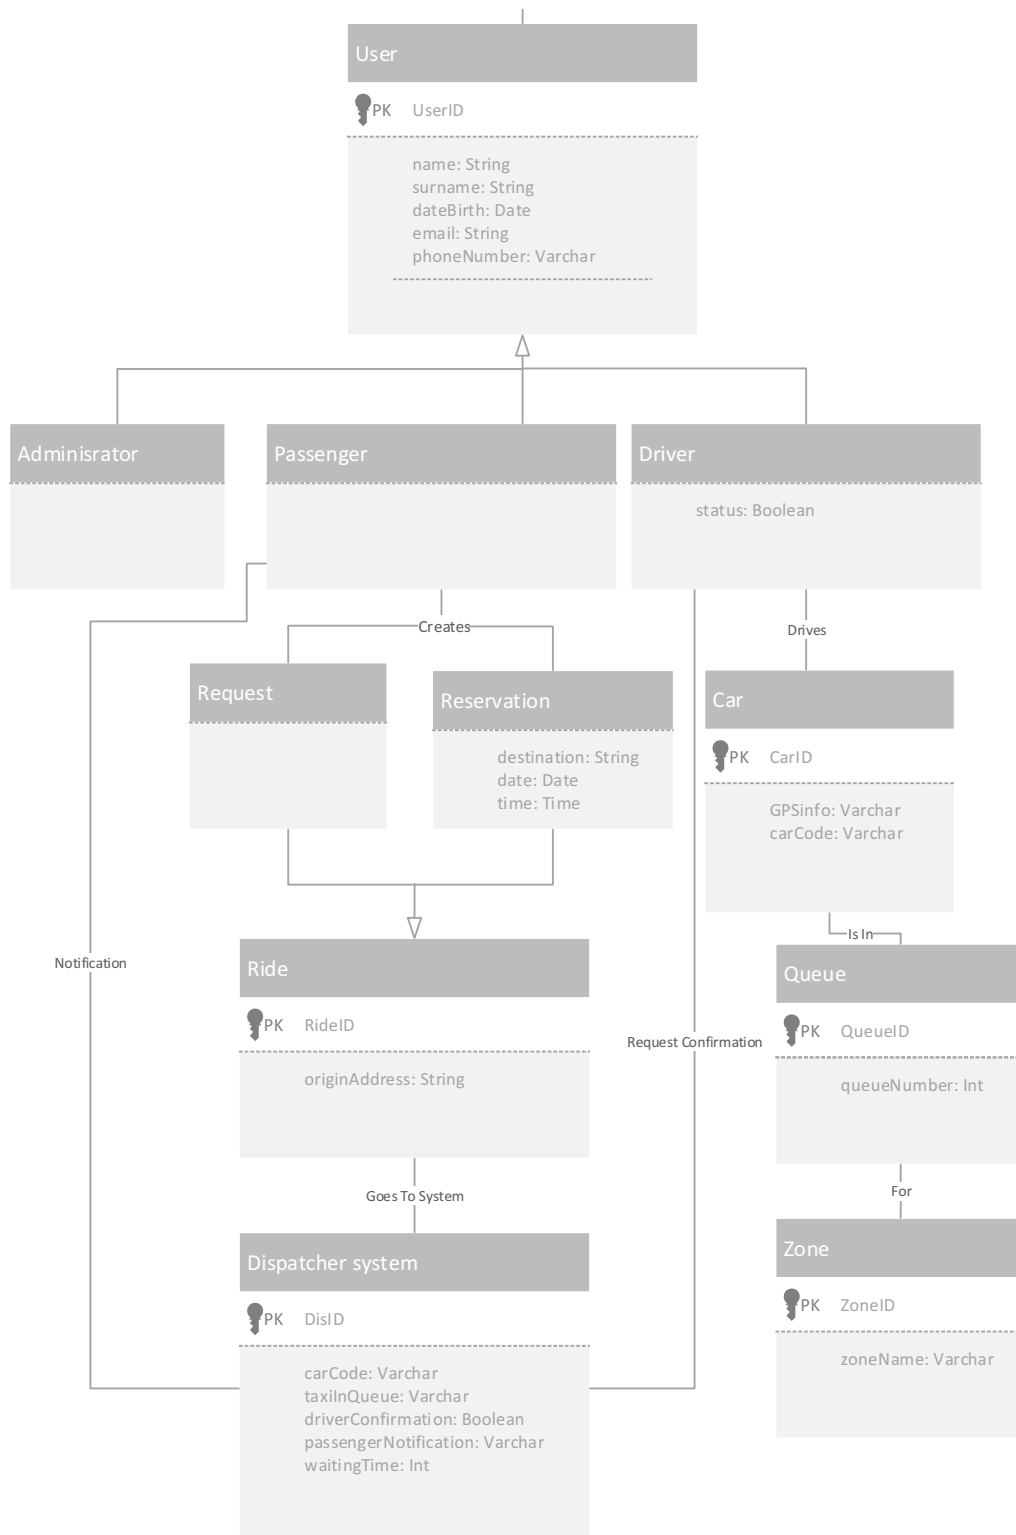 User
PK UserID
name: String
surname: String
dateBirth: Date
email: String
phoneNumber: Varchar
Adminisrator
Passenger
Driver
status: Boolean
Creates
Drives
Request
Reservation
destination: String
date: Date
time: Time
Car
PK CarID
GPSinfo: Varchar
carCode: Varchar
Is In
Notification
Ride
PK RideID
originAddress: String
Request Confirmation
Queue
PK QueueID
queueNumber: Int
Goes To System
For
Dispatcher system
PK DisID
carCode: Varchar
taxiInQueue: Varchar
driverConfirmation: Boolean
passengerNotification: Varchar
waitingTime: Int
Zone
PK ZoneID
zoneName: Varchar